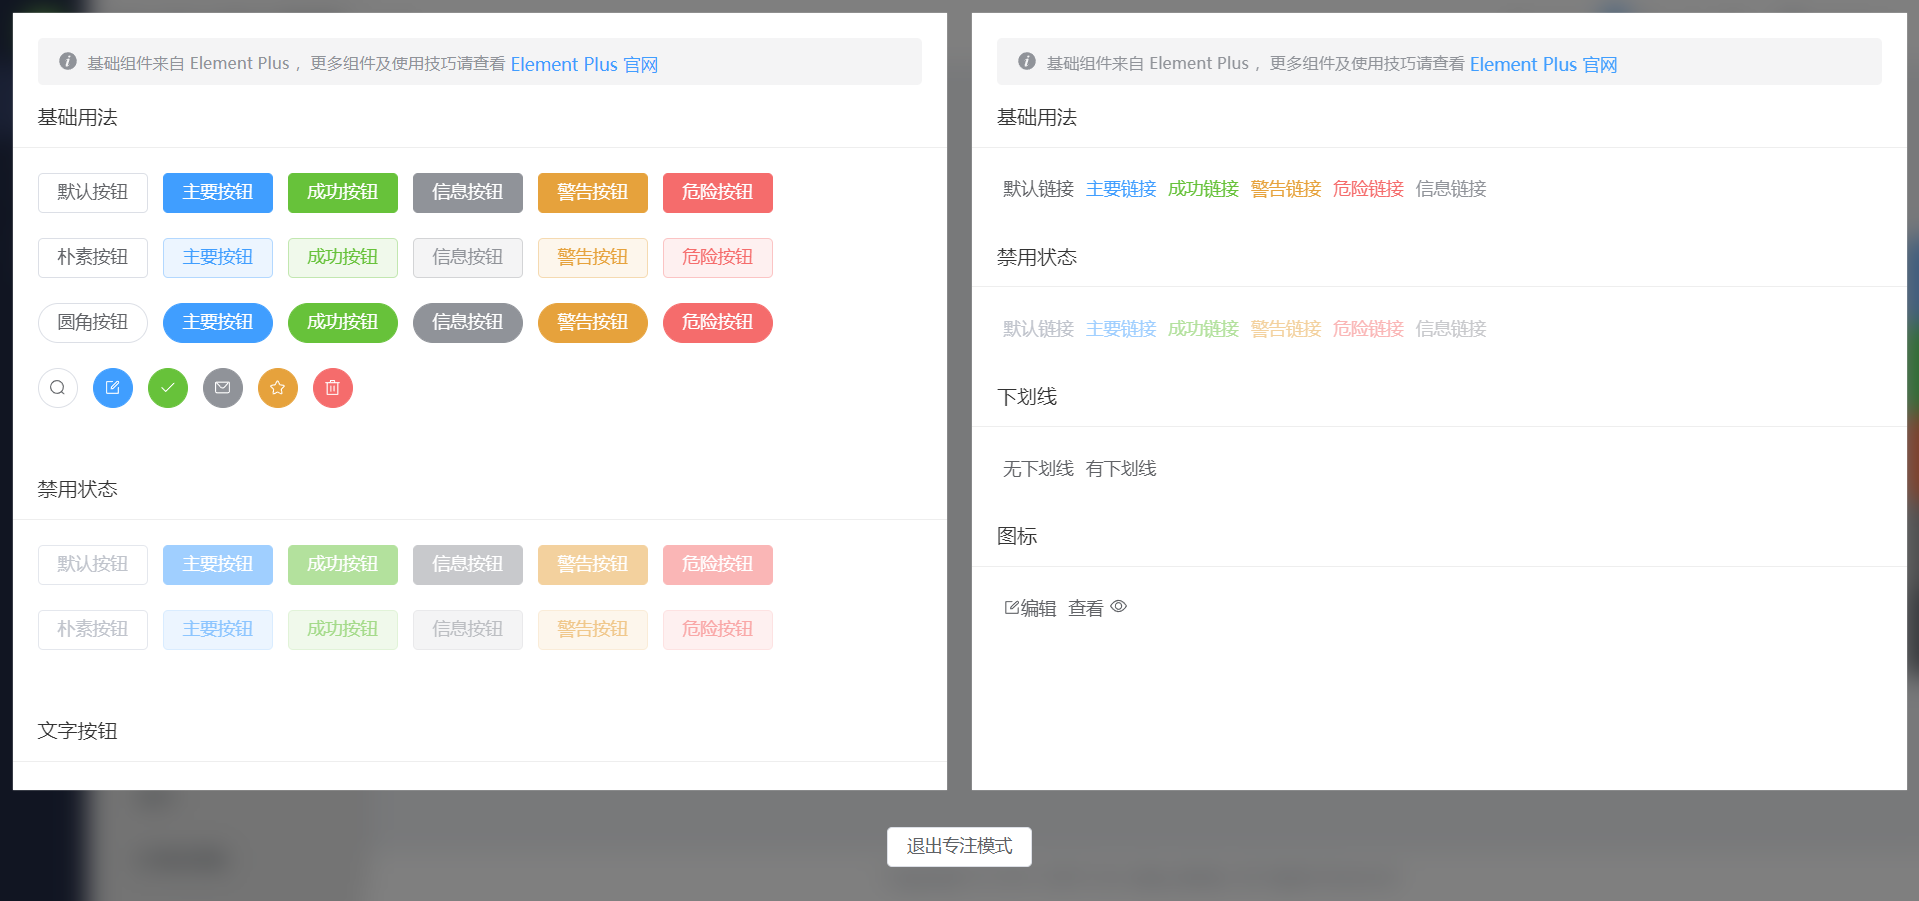 基础组件来自 Element Plus ，更多组件及使用技巧请查看 Element Plus 官网
基础用法
默认按钮 主要按钮 成功按钮 信息按钮 警告按钮 危险按钮
朴素按钮 主要按钮 成功按钮 信息按钮 警告按钮 危险按钮
圆角按钮 主要按钮 成功按钮 信息按钮 警告按钮 危险按钮
禁用状态
默认按钮 主要按钮 成功按钮 信息按钮 警告按钮 危险按钮
朴素按钮 主要按钮 成功按钮 信息按钮 警告按钮 危险按钮
文字按钮
基础组件来自 Element Plus ，更多组件及使用技巧请查看 Element Plus 官网
基础用法
默认链接 主要链接 成功链接 警告链接 危险链接 信息链接
禁用状态
默认链接 主要链接 成功链接 警告链接 危险链接 信息链接
下划线
无下划线 有下划线
图标
编辑 查看
退出专注模式